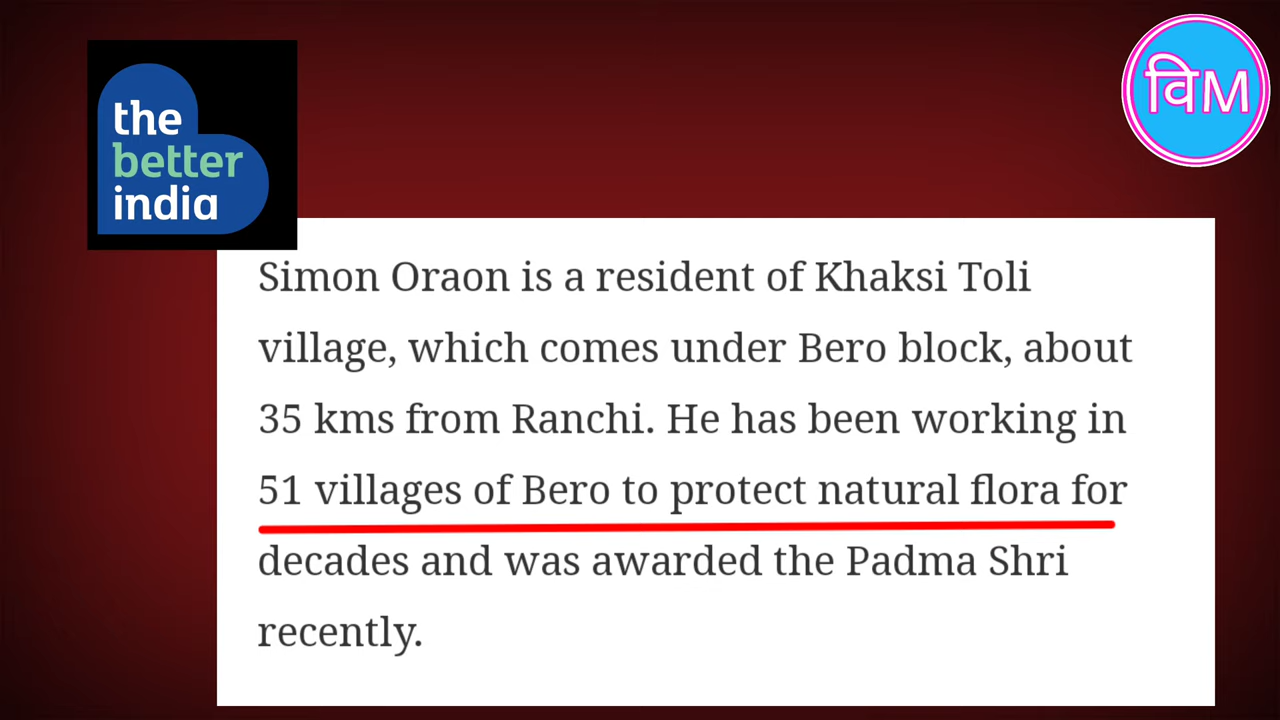 the
better
india
विM
Simon Oraon is a resident of Khaksi Toli
village, which comes under Bero block, about
35 kms from Ranchi. He has been working in
51 villages of Bero to protect natural flora for
decades and was awarded the Padma Shri
recently.